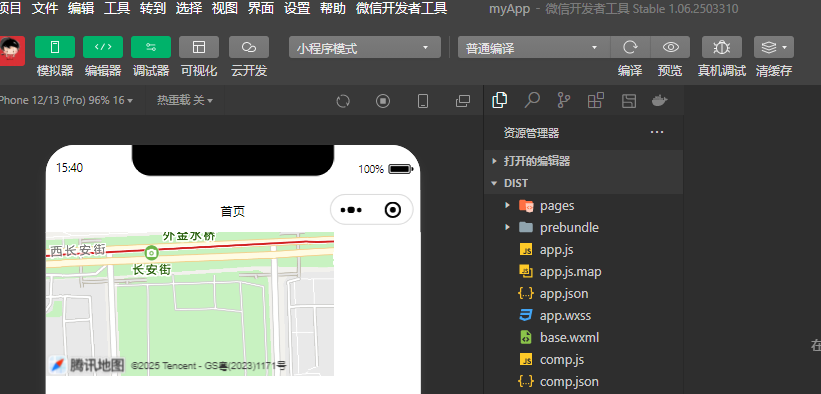 项目 文件 编辑 工具 转到 选择 视图 界面 设置 帮助 微信开发者工具 myApp - 微信开发者工具 Stable 1.06.2503310
小程序模式 普通编译
模拟器 编辑器 调试器 可视化 云开发 编译 预览 真机调试 清缓存
Phone 12/13 (Pro) 96% 16 热重载 关
资源管理器
打开的编辑器
DIST
pages
prebundle
app.js
app.js.map
app.json
app.wxss
base.wxml
comp.js
comp.json
15:40 100%
首页
外金水桥
西长安街
长安街
腾讯地图 ©2025 Tencent - GS粤(2023)1171号
在